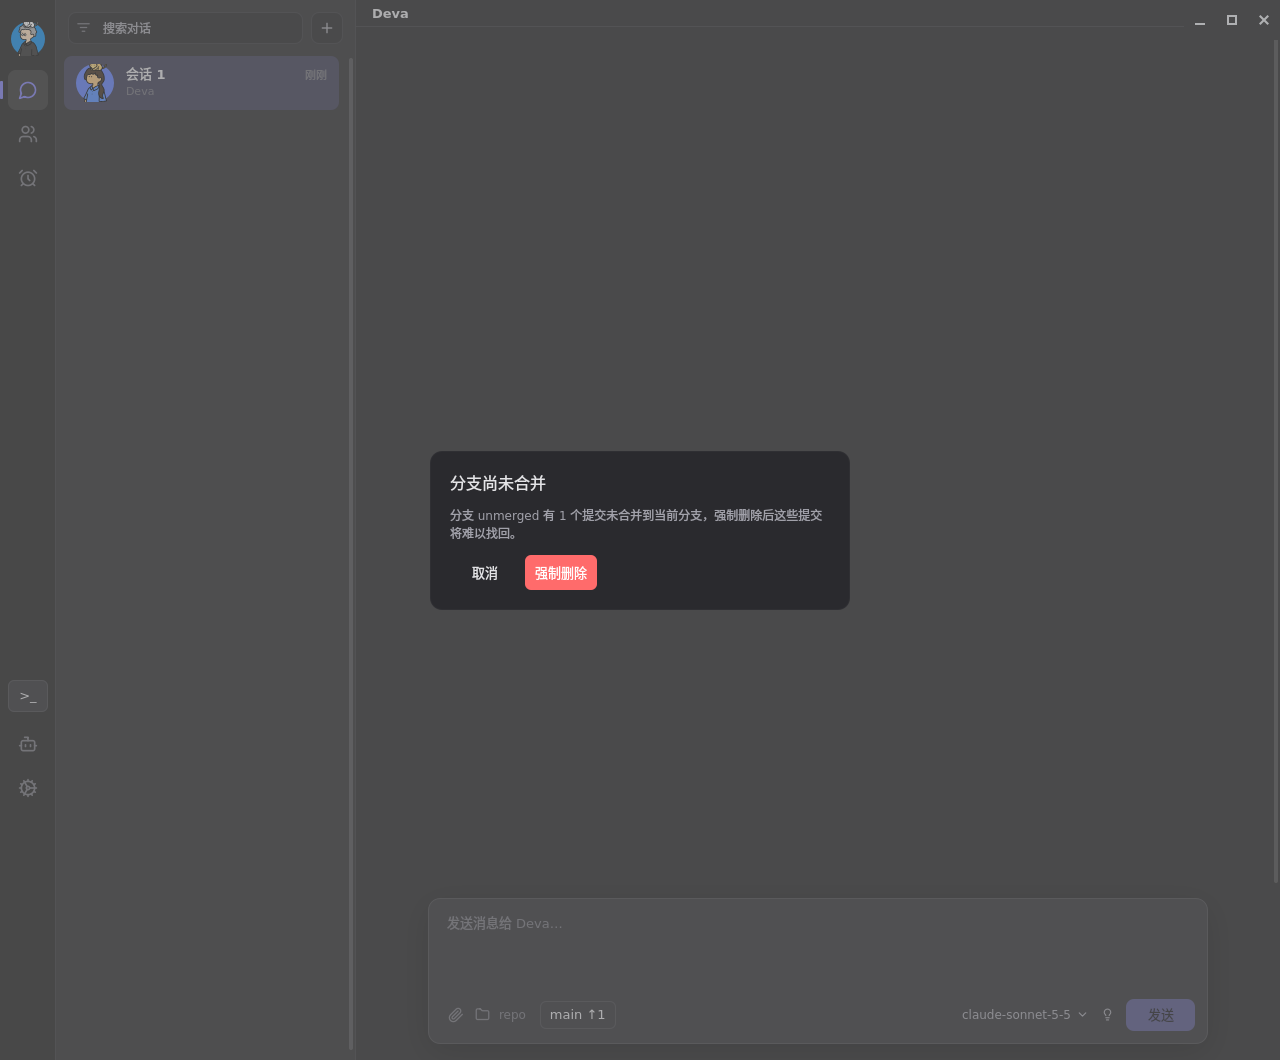 搜索对话
+
会话 1
刚刚
Deva
Deva
分支尚未合并
分支 unmerged 有 1 个提交未合并到当前分支，强制删除后这些提交
将难以找回。
取消
强制删除
>_
发送消息给 Deva...
repo
main ↑1
claude-sonnet-5-5
发送